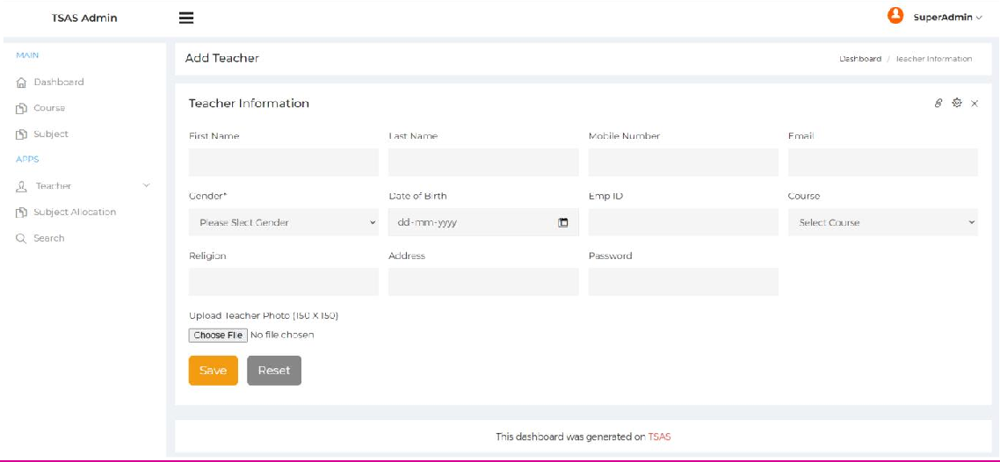 TSAS Admin
SuperAdmin
MAIN
Dashboard
Course
Subject
APPS
Teacher
Subject Allocation
Search
Add Teacher
Dashboard / Teacher Information
Teacher Information
First Name Last Name Mobile Number Email
Gender* Date of Birth Emp ID Course
Please Slect Gender dd-mm-yyyy Select Course
Religion Address Password
Upload Teacher Photo (150 X 150)
Choose File No file chosen
Save Reset
This dashboard was generated on TSAS